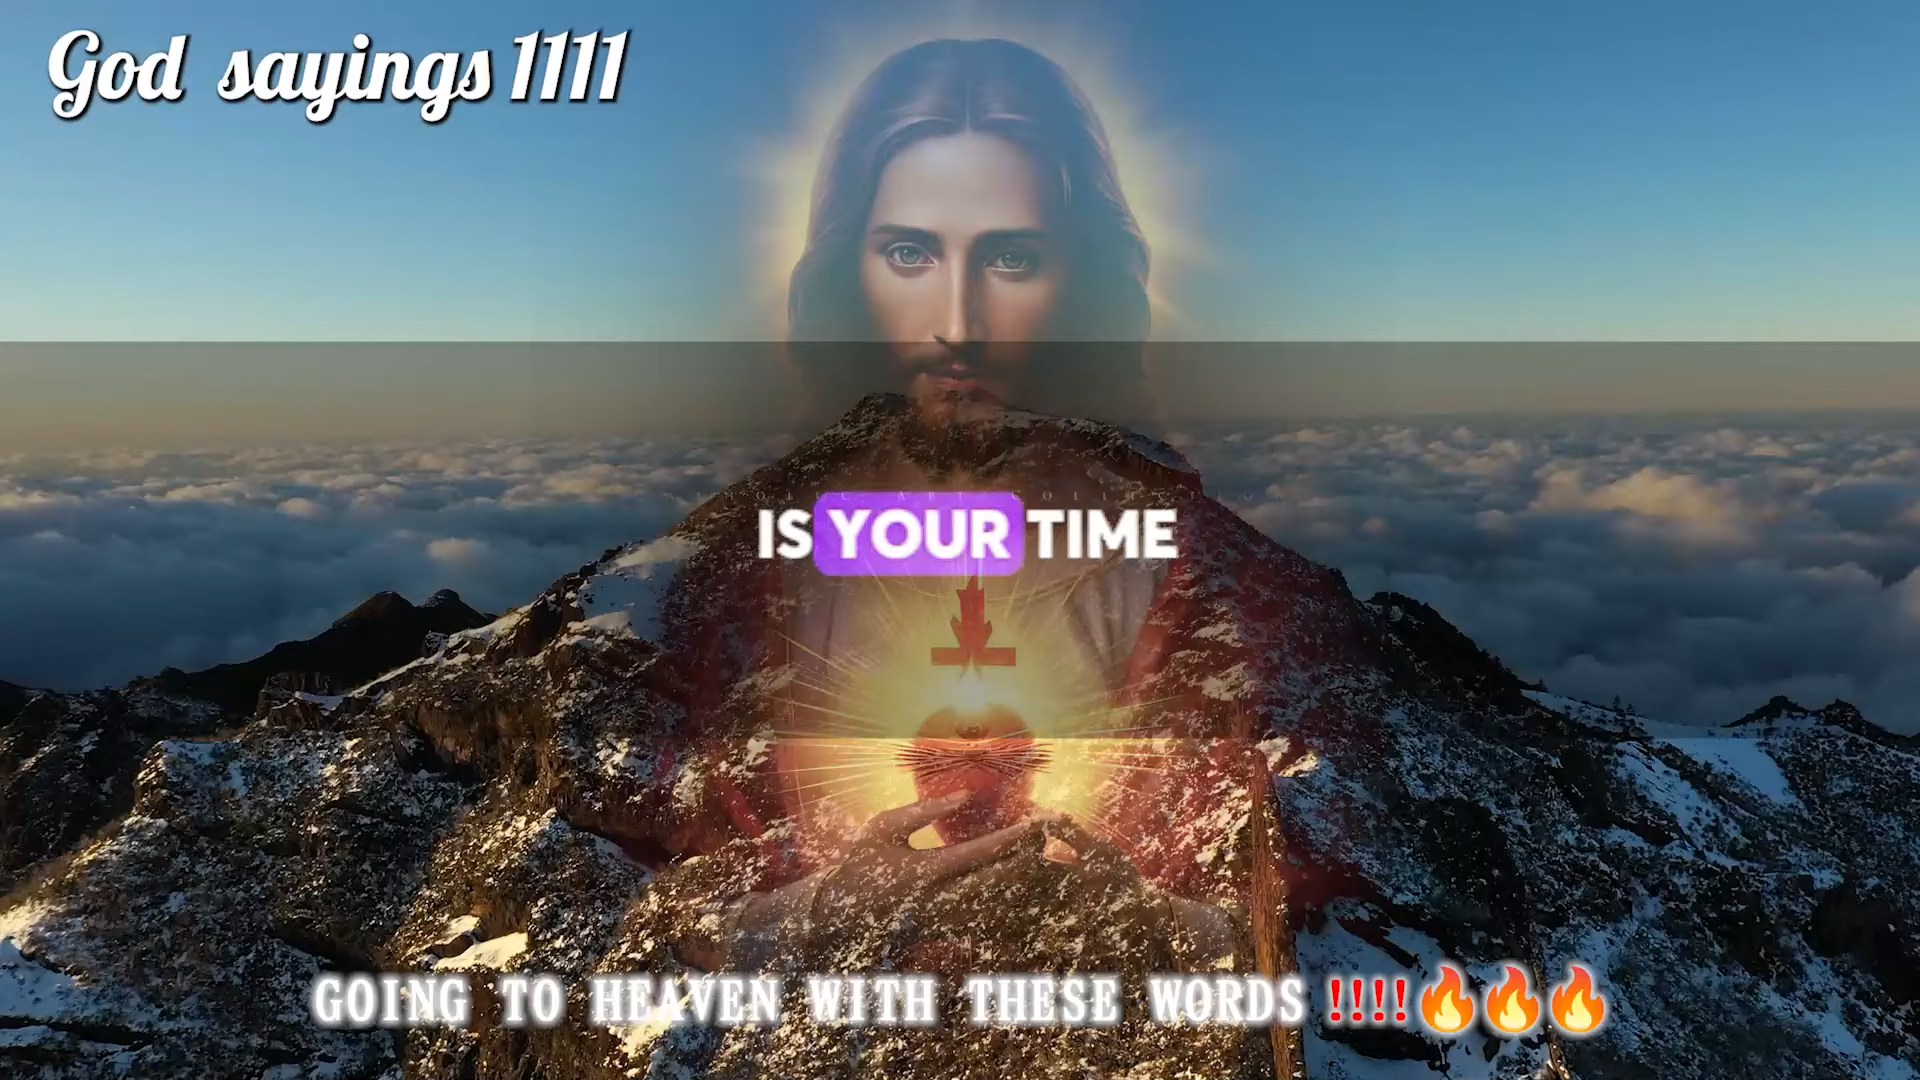 God sayings 1111
IS YOUR TIME
GOING TO HEAVEN WITH THESE WORDS !!!!🔥🔥🔥